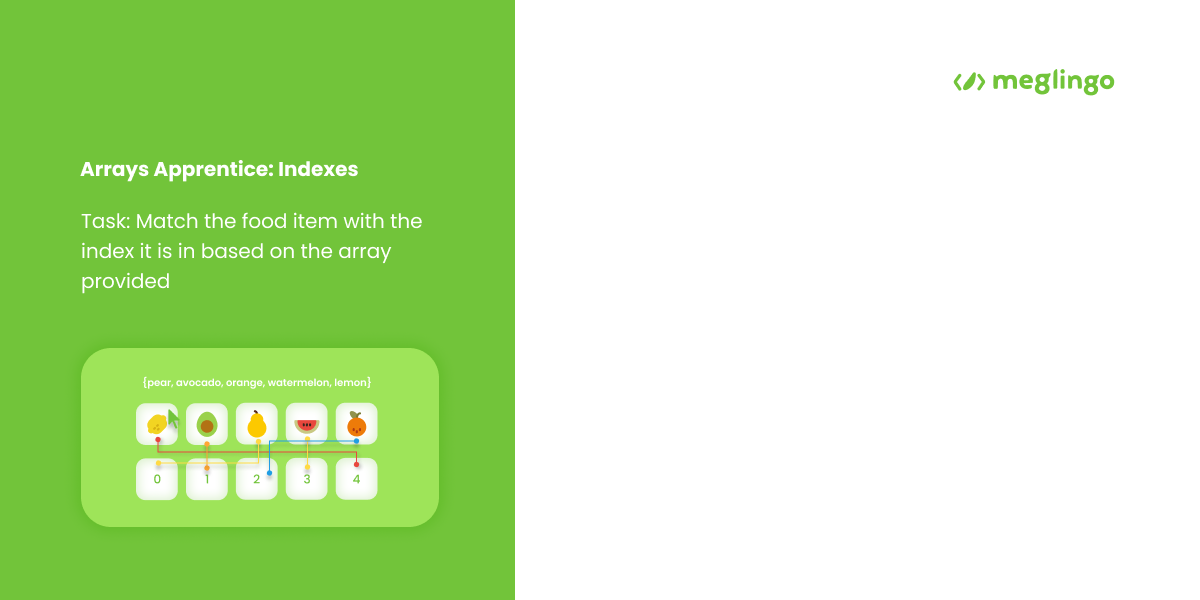 meglingo
Arrays Apprentice: Indexes
Task: Match the food item with the
index it is in based on the array
provided
{pear, avocado, orange, watermelon, lemon}
0 1 2 3 4